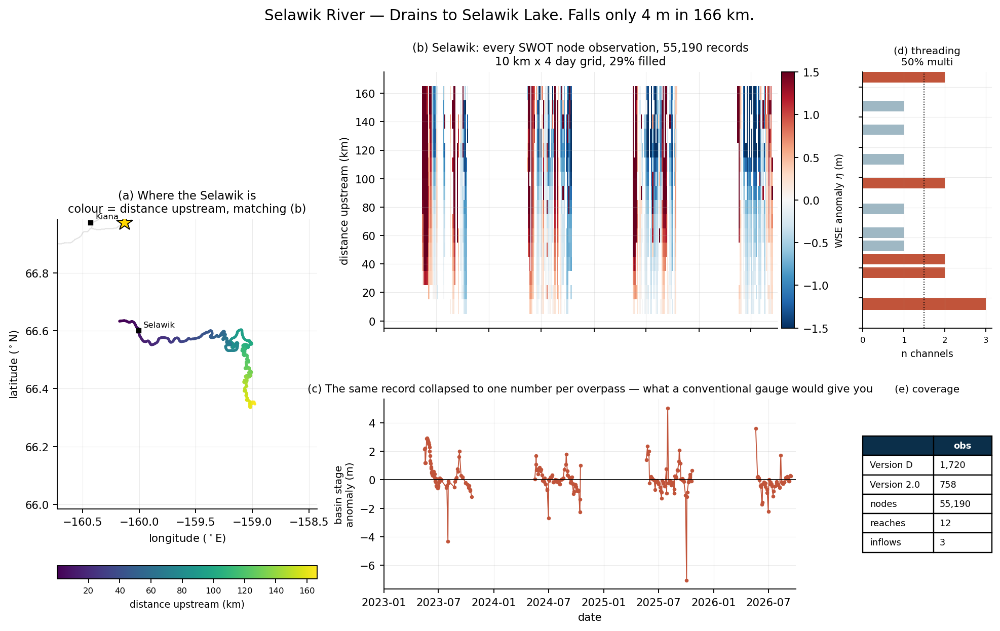 Selawik River — Drains to Selawik Lake. Falls only 4 m in 166 km.
(a) Where the Selawik is
colour = distance upstream, matching (b)
Kiana
Selawik
66.8
66.6
66.4
66.2
66.0
latitude (°N)
−160.5
−160.0
−159.5
−159.0
−158.5
longitude (°E)
20
40
60
80
100
120
140
160
distance upstream (km)
(b) Selawik: every SWOT node observation, 55,190 records
10 km x 4 day grid, 29% filled
160
140
120
100
80
60
40
20
0
distance upstream (km)
1.5
1.0
0.5
0.0
−0.5
−1.0
−1.5
WSE anomaly η (m)
(d) threading
50% multi
0
1
2
3
n channels
(c) The same record collapsed to one number per overpass — what a conventional gauge would give you
4
2
0
−2
−4
−6
basin stage
anomaly (m)
2023-01
2023-07
2024-01
2024-07
2025-01
2025-07
2026-01
2026-07
date
(e) coverage
obs
Version D 1,720
Version 2.0 758
nodes 55,190
reaches 12
inflows 3